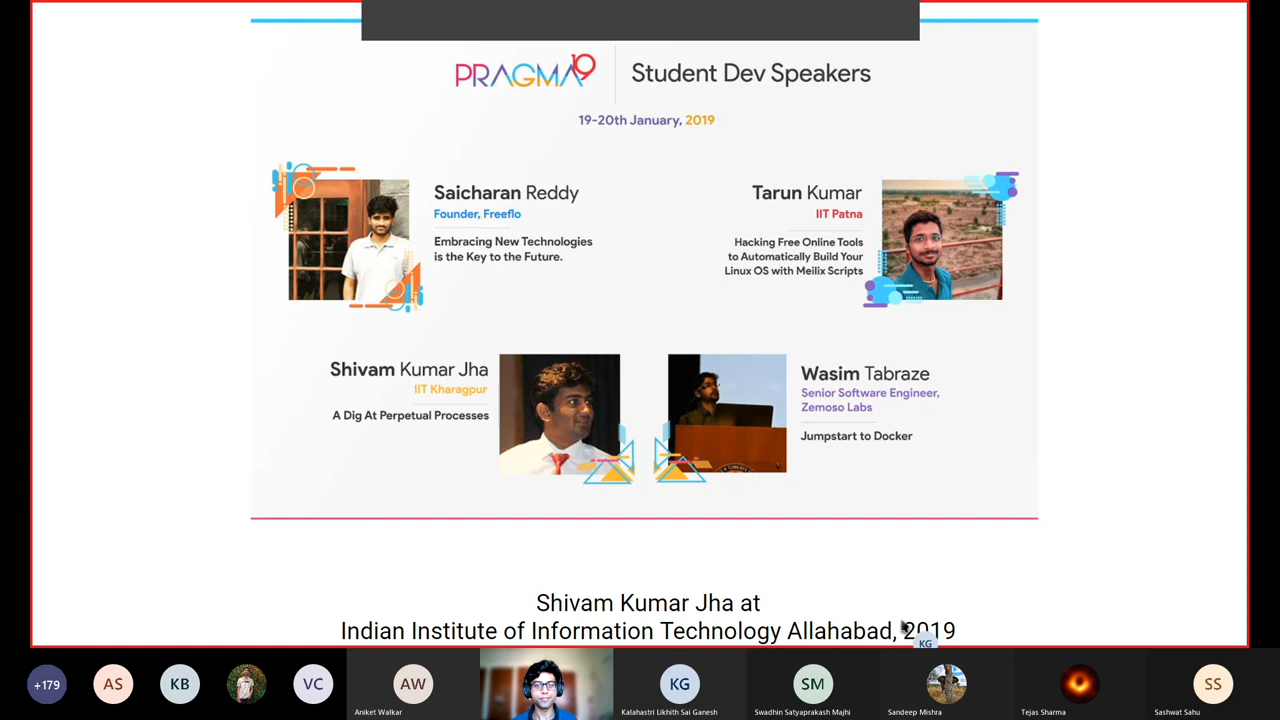 PRAGMA19
Student Dev Speakers
19-20th January, 2019
Saicharan Reddy
Founder, Freeflo
Embracing New Technologies
is the Key to the Future.
Tarun Kumar
IIT Patna
Hacking Free Online Tools
to Automatically Build Your
Linux OS with Meilix Scripts
Shivam Kumar Jha
IIT Kharagpur
A Dig At Perpetual Processes
Wasim Tabraze
Senior Software Engineer,
Zemoso Labs
Jumpstart to Docker
Shivam Kumar Jha at
Indian Institute of Information Technology Allahabad, 2019
KG
+179
AS
KB
VC
AW
Aniket Walkar
KG
Kalahastri Likhith Sai Ganesh
SM
Swadhin Satyaprakash Majhi
Sandeep Mishra
Tejas Sharma
SS
Sashwat Sahu